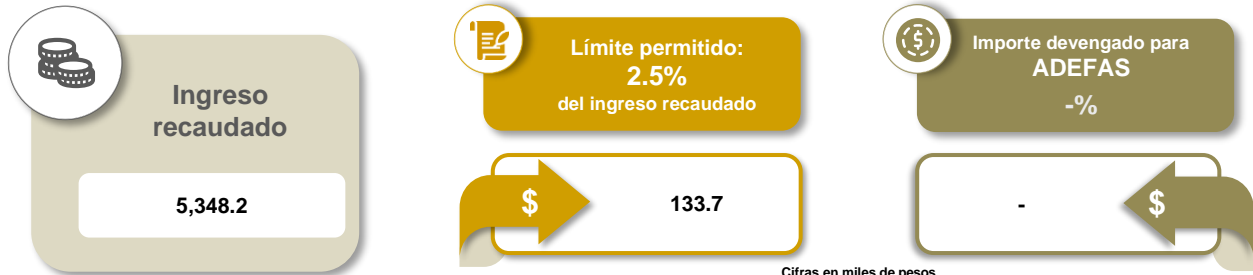 Ingreso
recaudado
5,348.2
Límite permitido:
2.5%
del ingreso recaudado
$
133.7
Importe devengado para
ADEFAS
-%
-
$
Cifras en miles de pesos